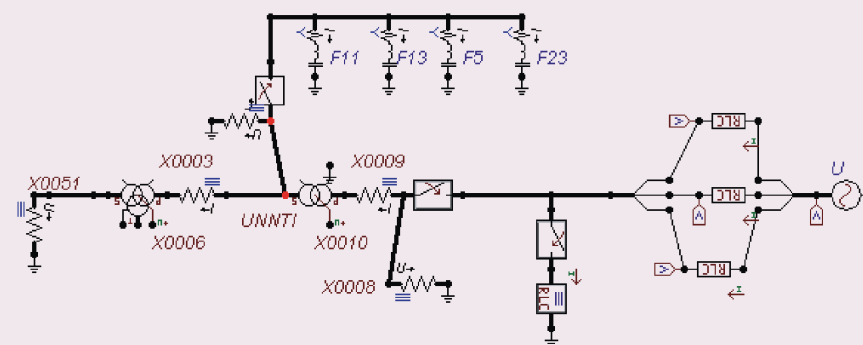 F11
F13
F5
F23
X0003
X0009
X0051
U
RLC
RLC
UNNTI
X0006
X0010
X0008
U+
RLC
RLC